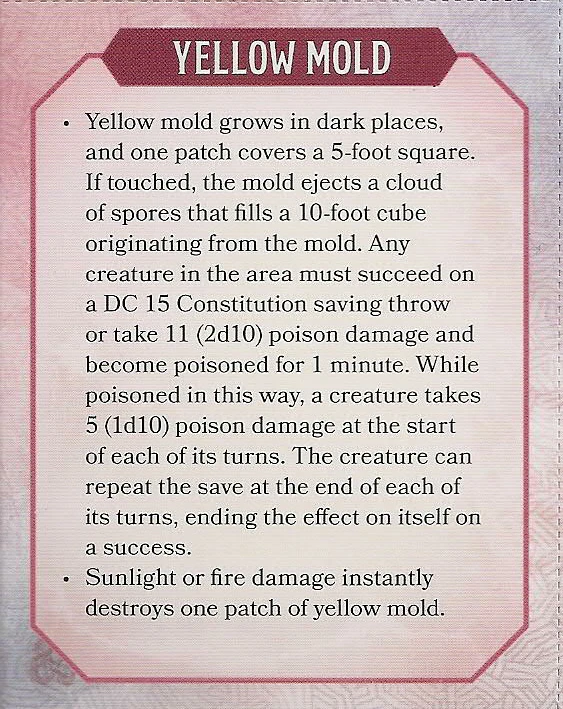 YELLOW MOLD
• Yellow mold grows in dark places,
and one patch covers a 5-foot square.
If touched, the mold ejects a cloud
of spores that fills a 10-foot cube
originating from the mold. Any
creature in the area must succeed on
a DC 15 Constitution saving throw
or take 11 (2d10) poison damage and
become poisoned for 1 minute. While
poisoned in this way, a creature takes
5 (1d10) poison damage at the start
of each of its turns. The creature can
repeat the save at the end of each of
its turns, ending the effect on itself on
a success.
• Sunlight or fire damage instantly
destroys one patch of yellow mold.